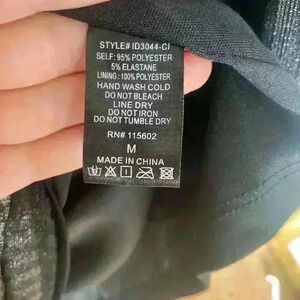 STYLE# ID3044-CI
SELF: 95% POLYESTER
5% ELASTANE
LINING: 100% POLYESTER
HAND WASH COLD
DO NOT BLEACH
LINE DRY
DO NOT IRON
DO NOT TUMBLE DRY
RN# 115602
M
MADE IN CHINA